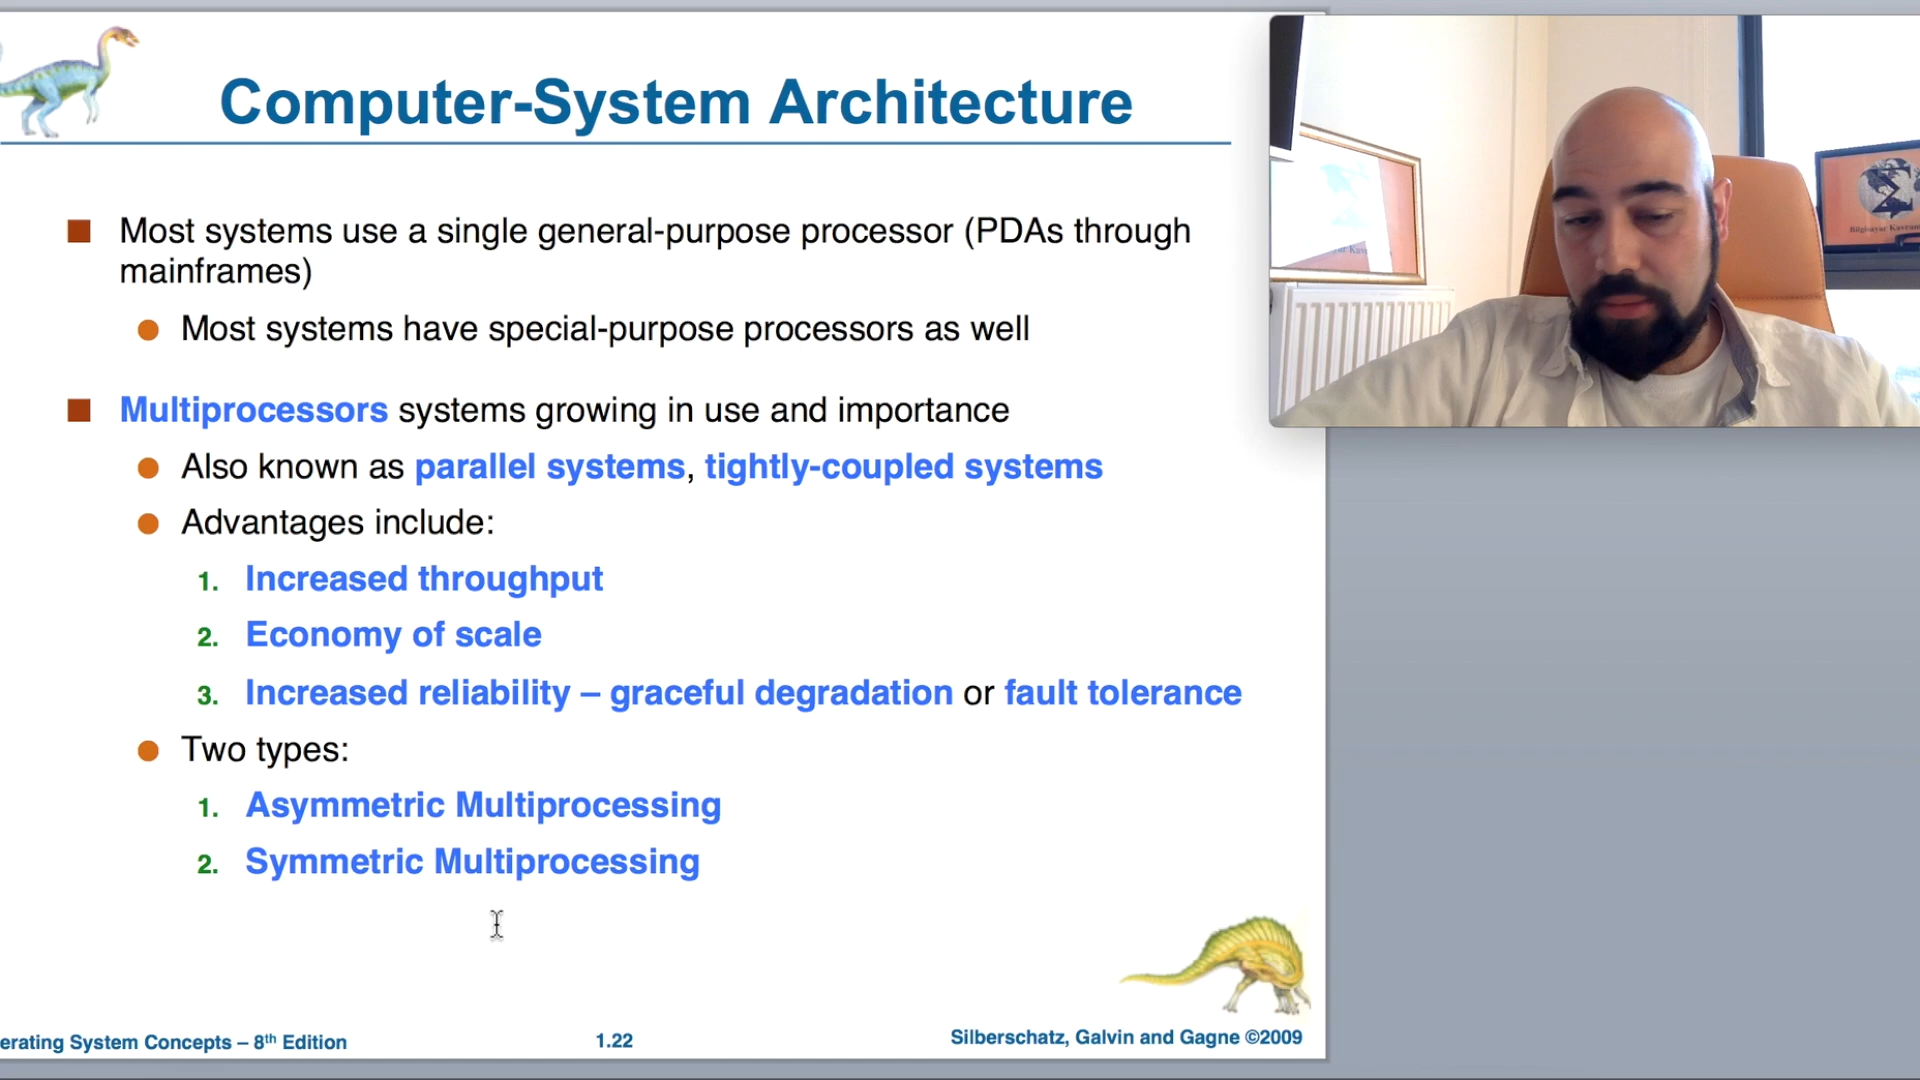 Computer-System Architecture
Most systems use a single general-purpose processor (PDAs through
mainframes)
Most systems have special-purpose processors as well
Multiprocessors systems growing in use and importance
Also known as parallel systems, tightly-coupled systems
Advantages include:
1. Increased throughput
2. Economy of scale
3. Increased reliability – graceful degradation or fault tolerance
Two types:
1. Asymmetric Multiprocessing
2. Symmetric Multiprocessing
erating System Concepts – 8th Edition
1.22
Silberschatz, Galvin and Gagne ©2009
Σ
Bilgisayar